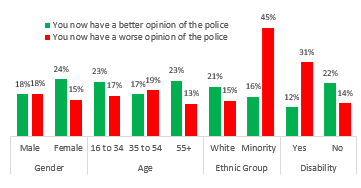 You now have a better opinion of the police
You now have a worse opinion of the police
18% 18% 24% 15% 23% 17% 17% 19% 23% 13% 21% 15% 16% 45% 12% 31% 22% 14%
Male Female 16 to 34 35 to 54 55+ White Minority Yes No
Gender Age Ethnic Group Disability